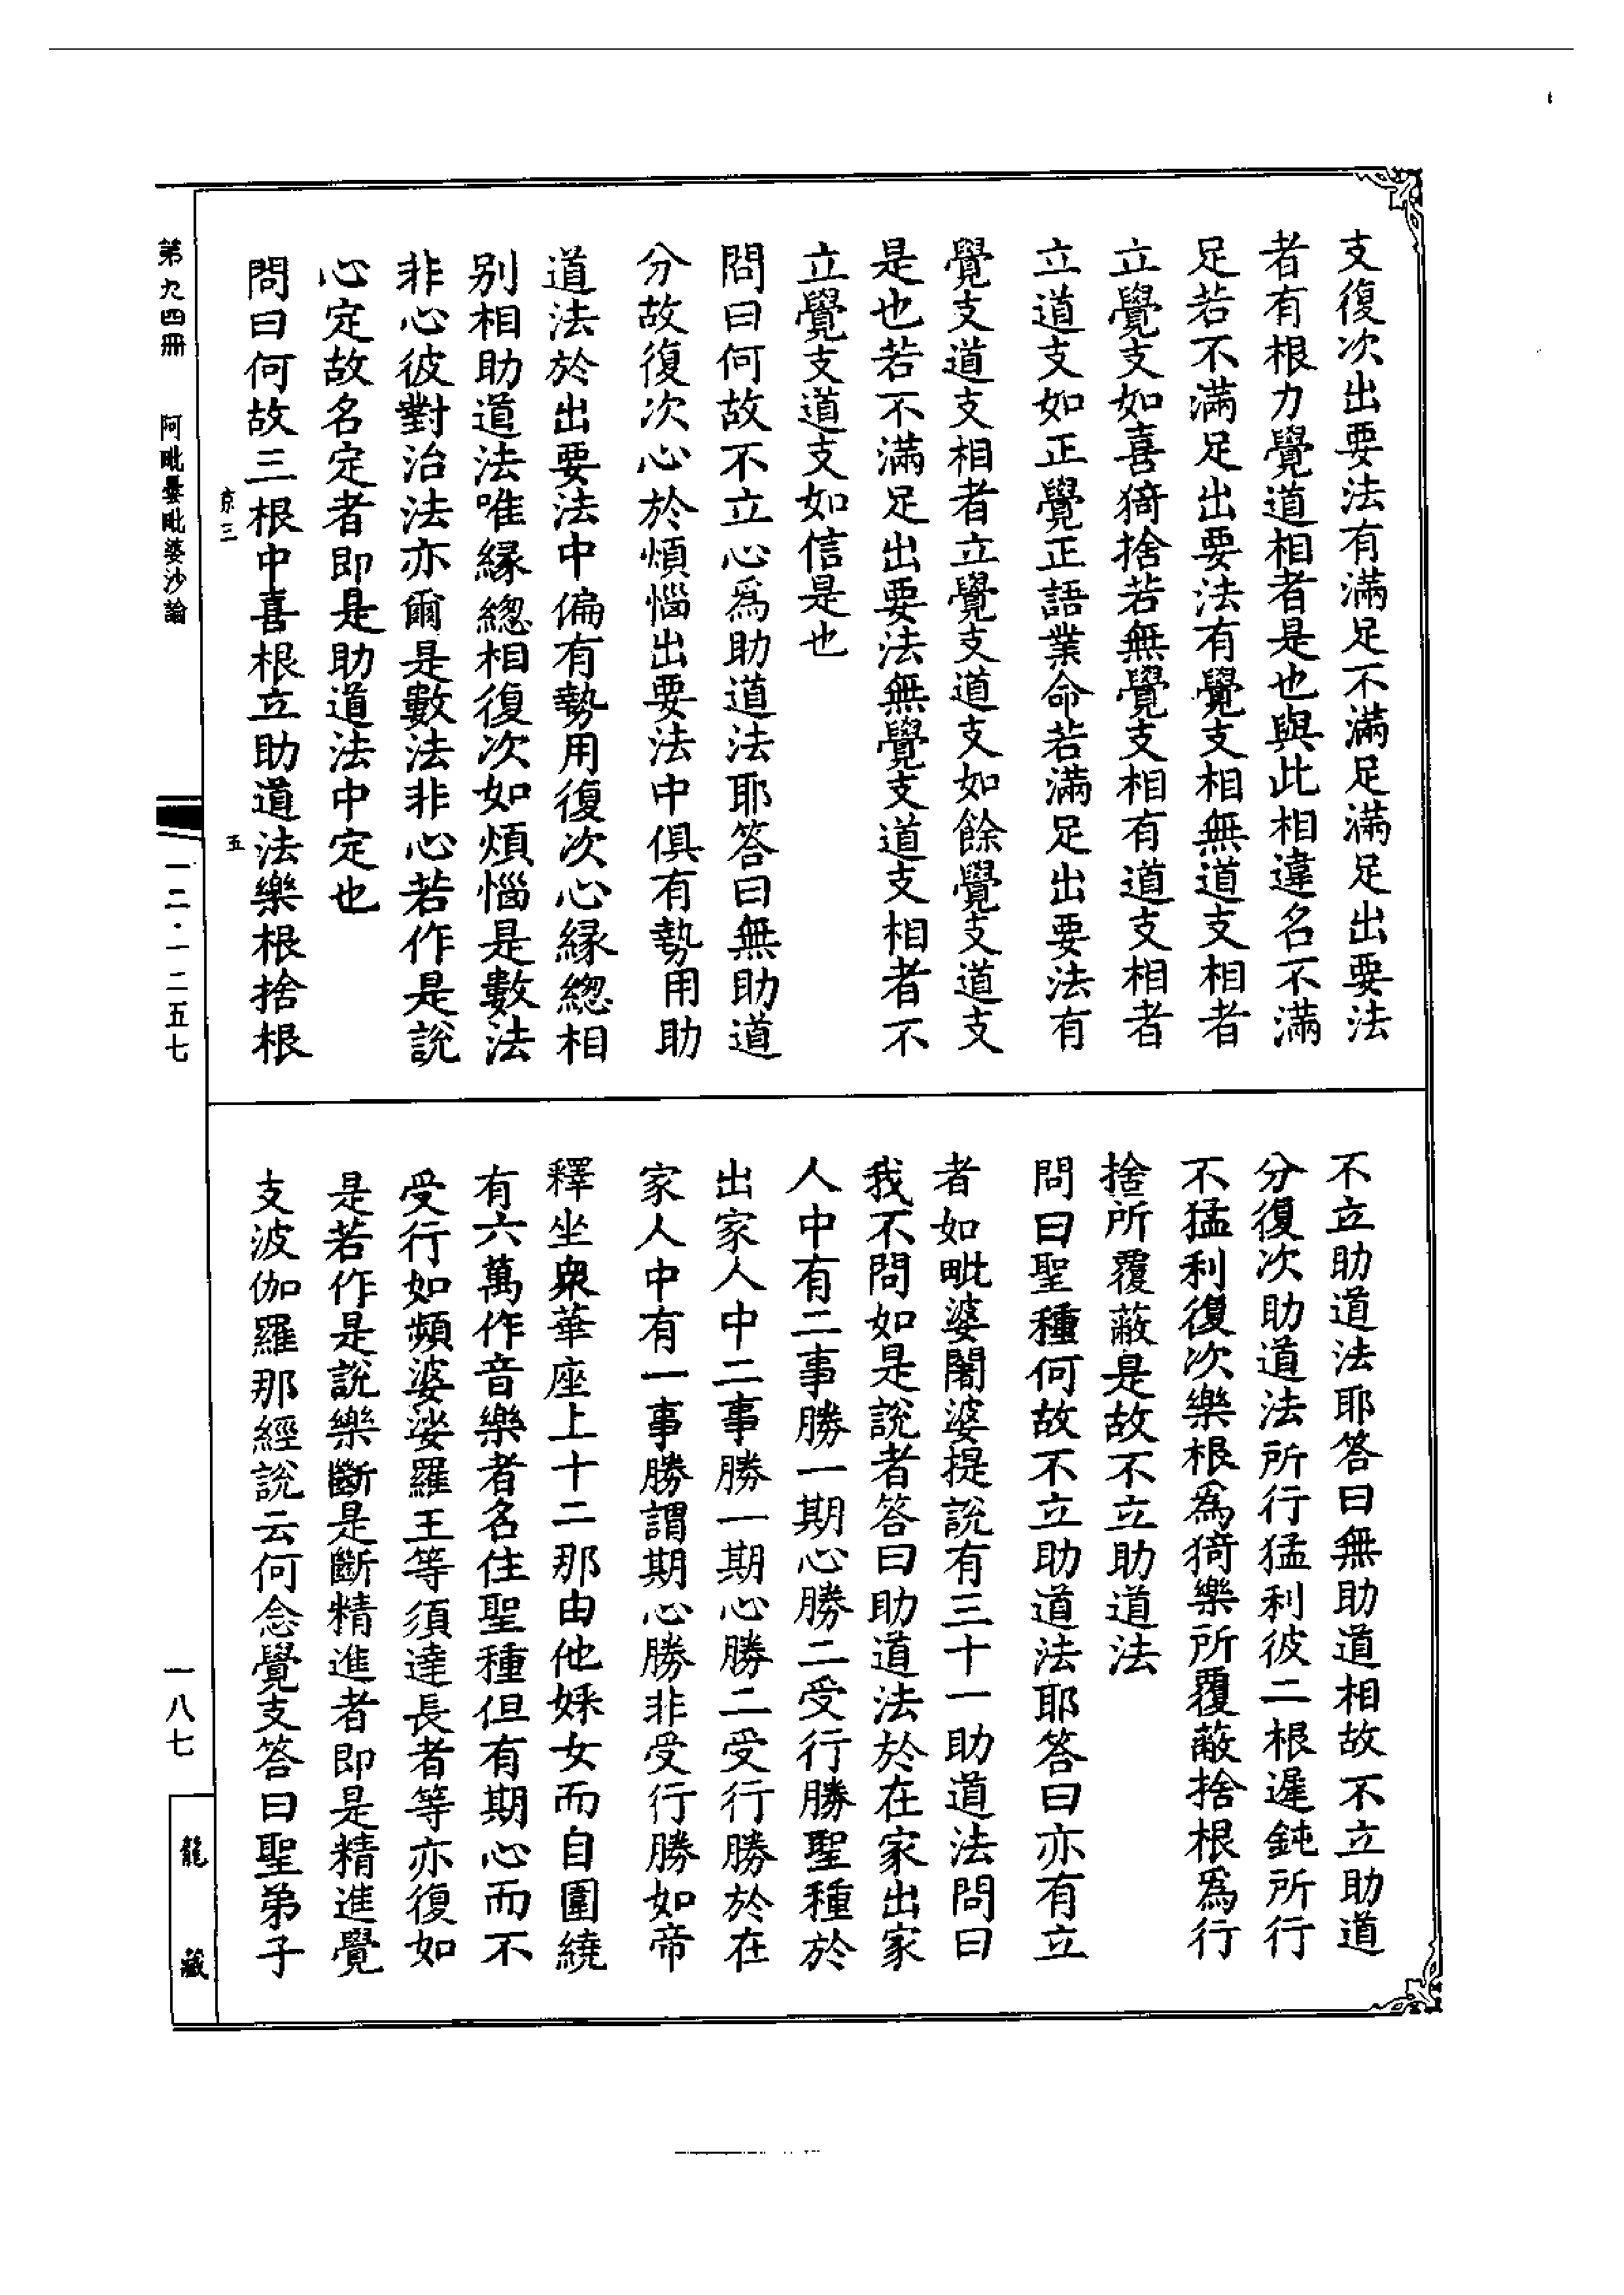 支復次出要法有滿足不滿足滿足出要法
者有根力覺道相者是也與此相違名不滿
足若不滿足出要法有覺支相無道支相者
立覺支如喜猗捨若無覺支相有道支相者
立道支如正覺正語業命若滿足出要法有
覺支道支相者立覺支道支如餘覺支道支
是也若不滿足出要法無覺支道支相者不
立覺支道支如信是也
問曰何故不立心爲助道法耶答曰無助道
分故復次心於煩惱出要法中俱有勢用助
道法於出要法中偏有勢用復次心緣總相
別相助道法唯緣總相復次如煩惱是數法
非心彼對治法亦爾是數法非心若作是說
心定故名定者即是助道法中定也
問曰何故三根中喜根立助道法樂根捨根
不立助道法耶答曰無助道相故不立助道
分復次助道法所行猛利彼二根遲鈍所行
不猛利復次樂根爲猗樂所覆蔽捨根爲行
捨所覆蔽是故不立助道法
問曰聖種何故不立助道法耶答曰亦有立
者如毗婆闍婆提說有三十一助道法問曰
我不問如是說者答曰助道法於在家出家
人中有二事勝一期心勝二受行勝聖種於
出家人中二事勝一期心勝二受行勝於在
家人中有一事勝謂期心勝非受行勝如帝
釋坐衆華座上十二那由他婇女而自圍繞
有六萬作音樂者名住聖種但有期心而不
受行如頻婆娑羅王等須達長者等亦復如
是若作是說樂斷是斷精進者即是精進覺
支波伽羅那經說云何念覺支答曰聖弟子
京三
五
第九四冊
阿毗曇毗婆沙論
一二·一二五七
一八七
龍藏